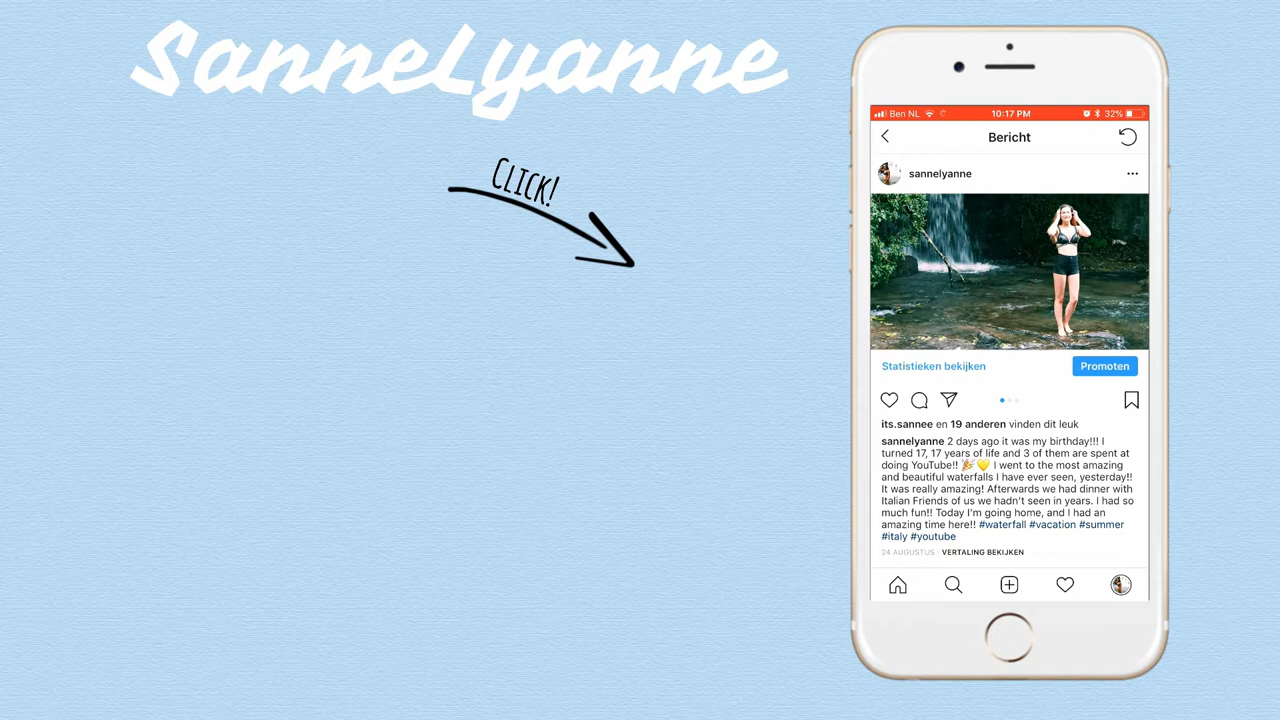 SanneLyanne
CLICK!
Ben NL
10:17 PM
32%
Bericht
sannelyanne
Statistieken bekijken
Promoten
its.sannee en 19 anderen vinden dit leuk
sannelyanne 2 days ago it was my birthday!!! I
turned 17, 17 years of life and 3 of them are spent at
doing YouTube!! 🎉💛 I went to the most amazing
and beautiful waterfalls I have ever seen, yesterday!!
It was really amazing! Afterwards we had dinner with
Italian Friends of us we hadn't seen in years. I had so
much fun!! Today I'm going home, and I had an
amazing time here!! #waterfall #vacation #summer
#italy #youtube
24 AUGUSTUS · VERTALING BEKIJKEN